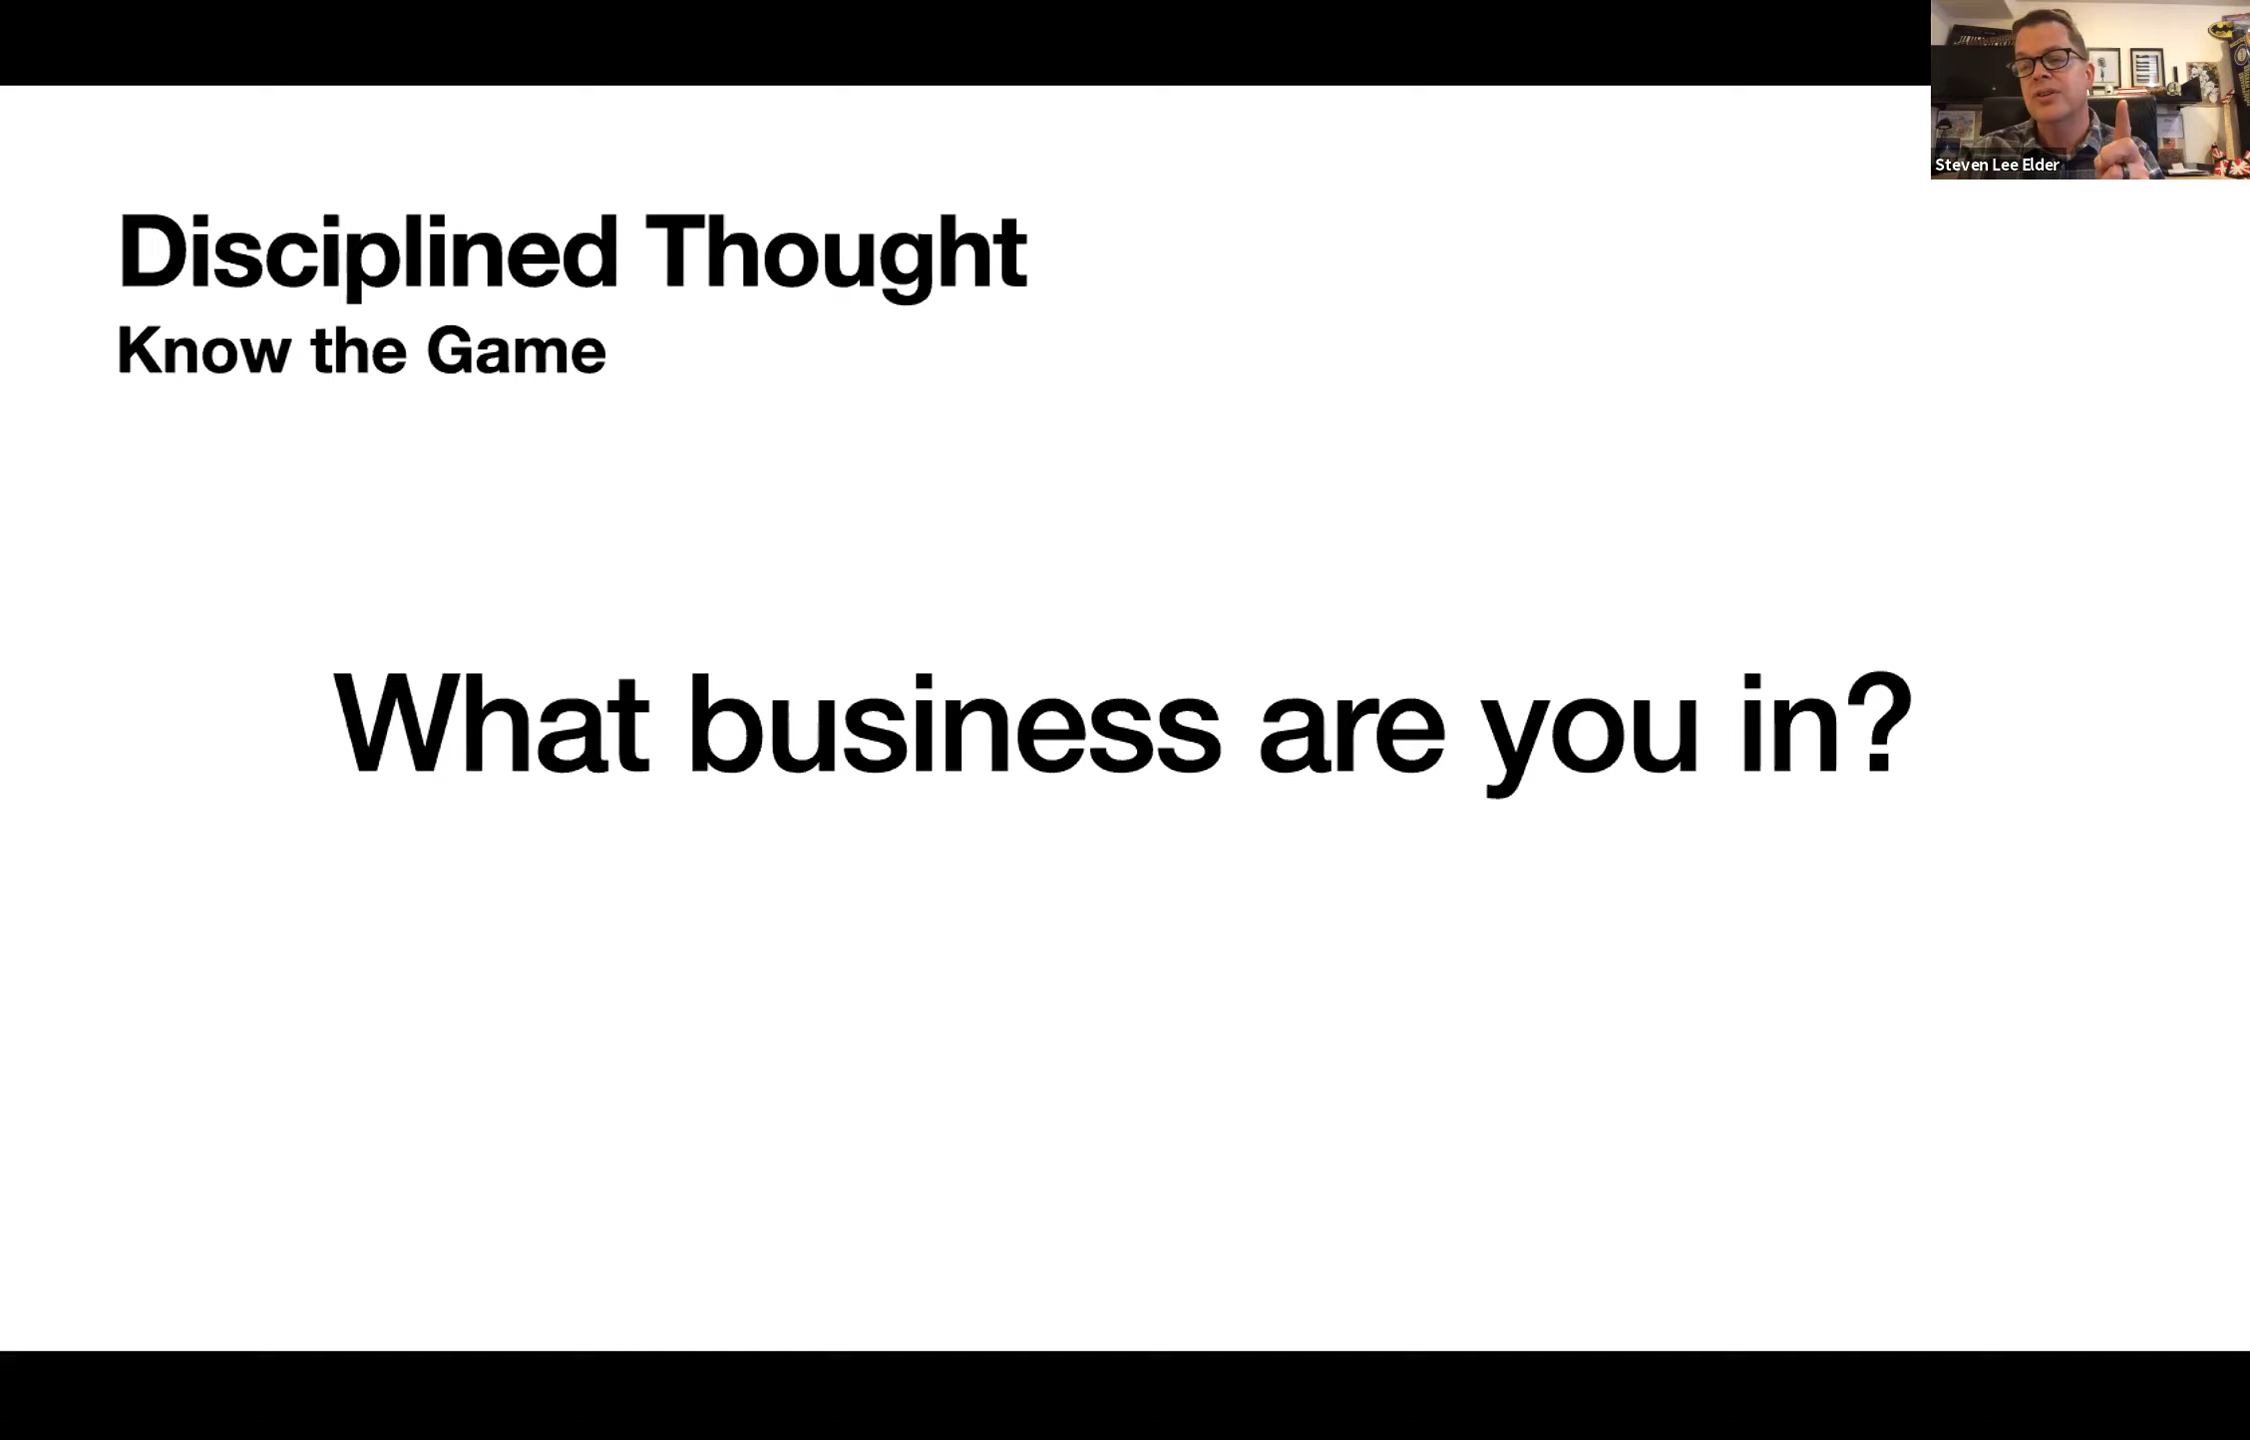 Disciplined Thought
Know the Game
What business are you in?
Steven Lee Elder